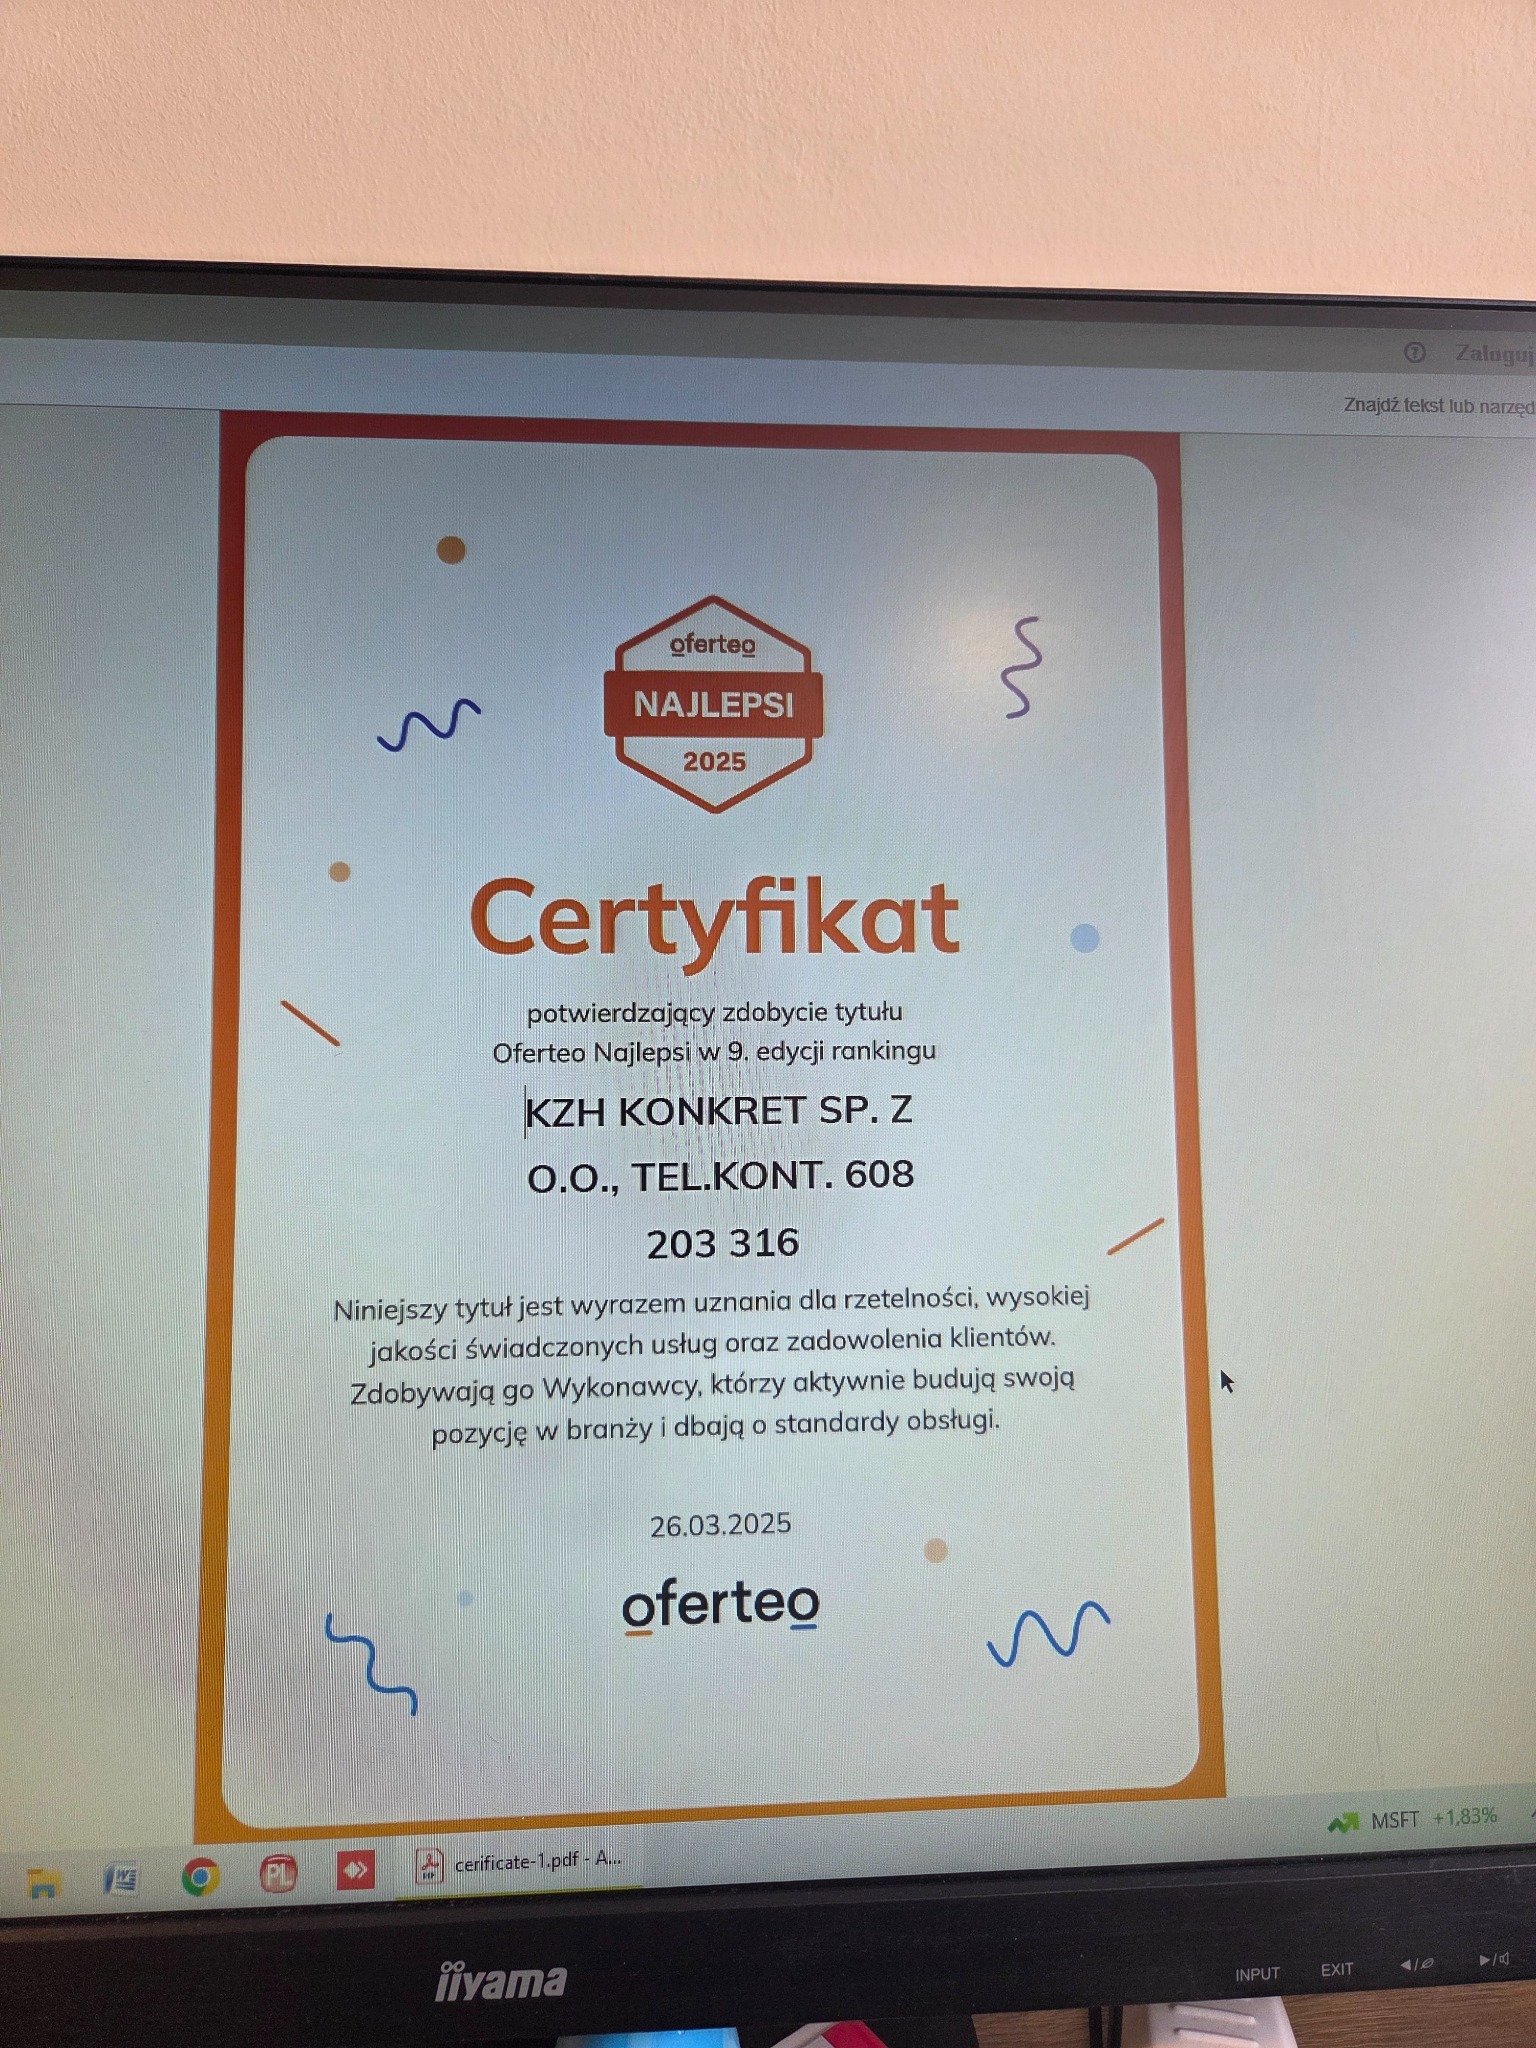 Zaloguj
Znajdź tekst lub narzęd
oferteo
NAJLEPSI
2025
Certyfikat
potwierdzający zdobycie tytułu
Oferteo Najlepsi w 9. edycji rankingu
KZH KONKRET SP. Z
O.O., TEL.KONT. 608
203 316
Niniejszy tytuł jest wyrazem uznania dla rzetelności, wysokiej
jakości świadczonych usług oraz zadowolenia klientów.
Zdobywają go Wykonawcy, którzy aktywnie budują swoją
pozycję w branży i dbają o standardy obsługi.
26.03.2025
oferteo
MSFT +1,83%
PL
cerificate-1.pdf - A...
iiyama
INPUT EXIT